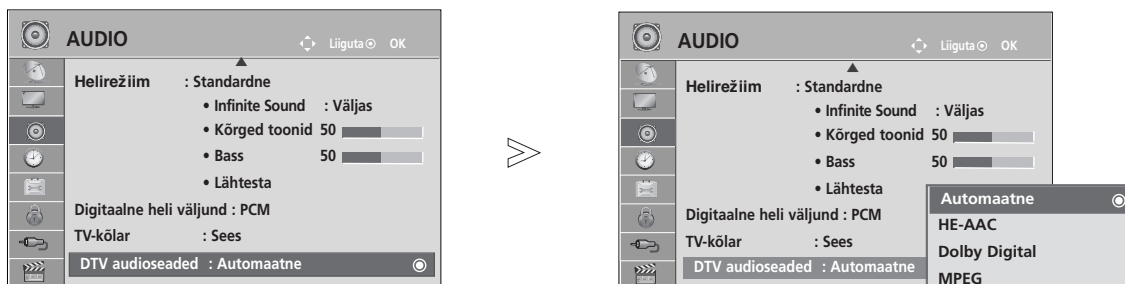 AUDIO
Liiguta OK
Helirežiim : Standardne
• Infinite Sound : Väljas
• Kõrged toonid 50
• Bass 50
• Lähtesta
Digitaalne heli väljund : PCM
TV-kõlar : Sees
DTV audioseaded : Automaatne
AUDIO
Liiguta OK
Helirežiim : Standardne
• Infinite Sound : Väljas
• Kõrged toonid 50
• Bass 50
• Lähtesta
Digitaalne heli väljund : PCM
TV-kõlar : Sees
DTV audioseaded : Automaatne
Automaatne
HE-AAC
Dolby Digital
MPEG